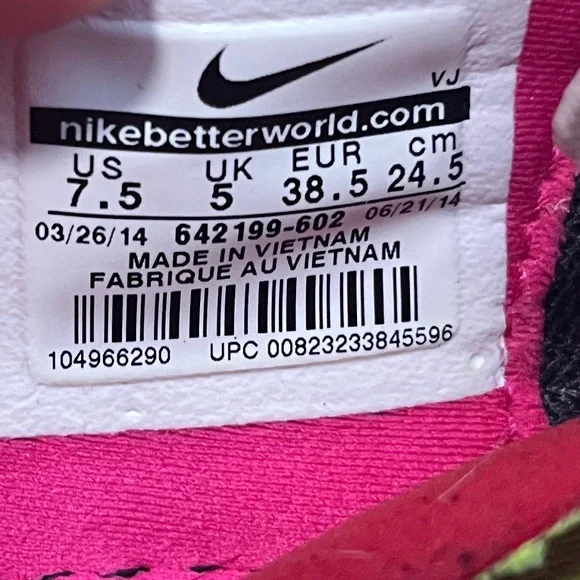 VJ
nikebetterworld.com
US UK EUR cm
7.5 5 38.5 24.5
03/26/14 642199-602 06/21/14
MADE IN VIETNAM
FABRIQUE AU VIETNAM
104966290 UPC 00823233845596